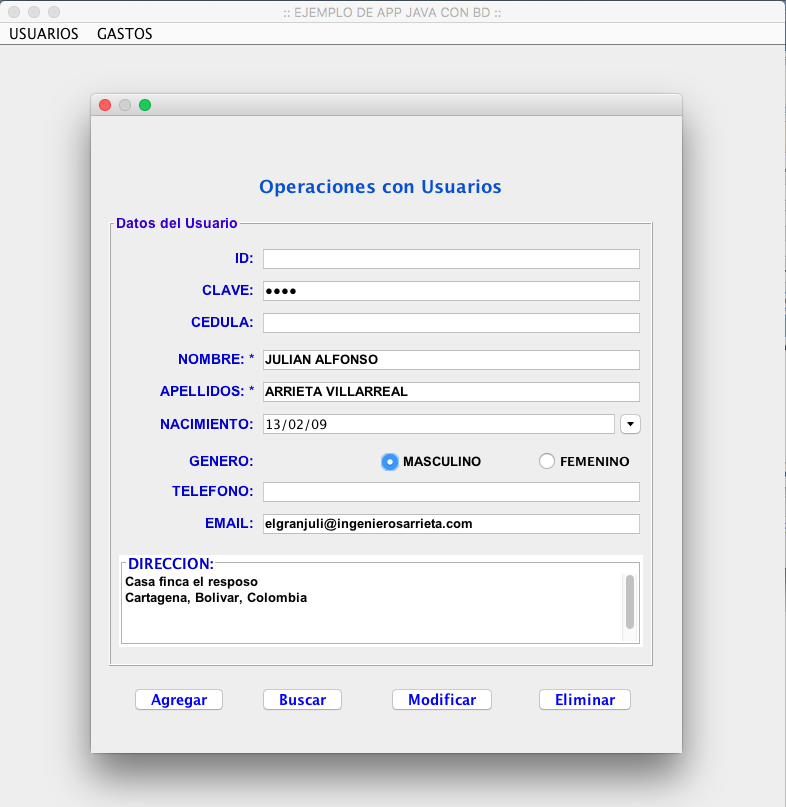 :: EJEMPLO DE APP JAVA CON BD ::
USUARIOS GASTOS
Operaciones con Usuarios
Datos del Usuario
ID:
CLAVE: ●●●●
CEDULA:
NOMBRE: * JULIAN ALFONSO
APELLIDOS: * ARRIETA VILLARREAL
NACIMIENTO: 13/02/09
GENERO: MASCULINO FEMENINO
TELEFONO:
EMAIL: elgranjuli@ingenierosarrieta.com
DIRECCION:
Casa finca el resposo
Cartagena, Bolivar, Colombia
Agregar Buscar Modificar Eliminar